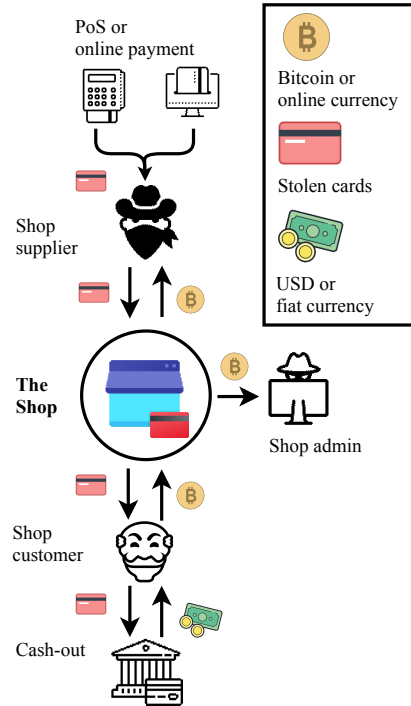 PoS or
online payment
Bitcoin or
online currency
Stolen cards
USD or
fiat currency
Shop
supplier
The
Shop
Shop admin
Shop
customer
Cash-out